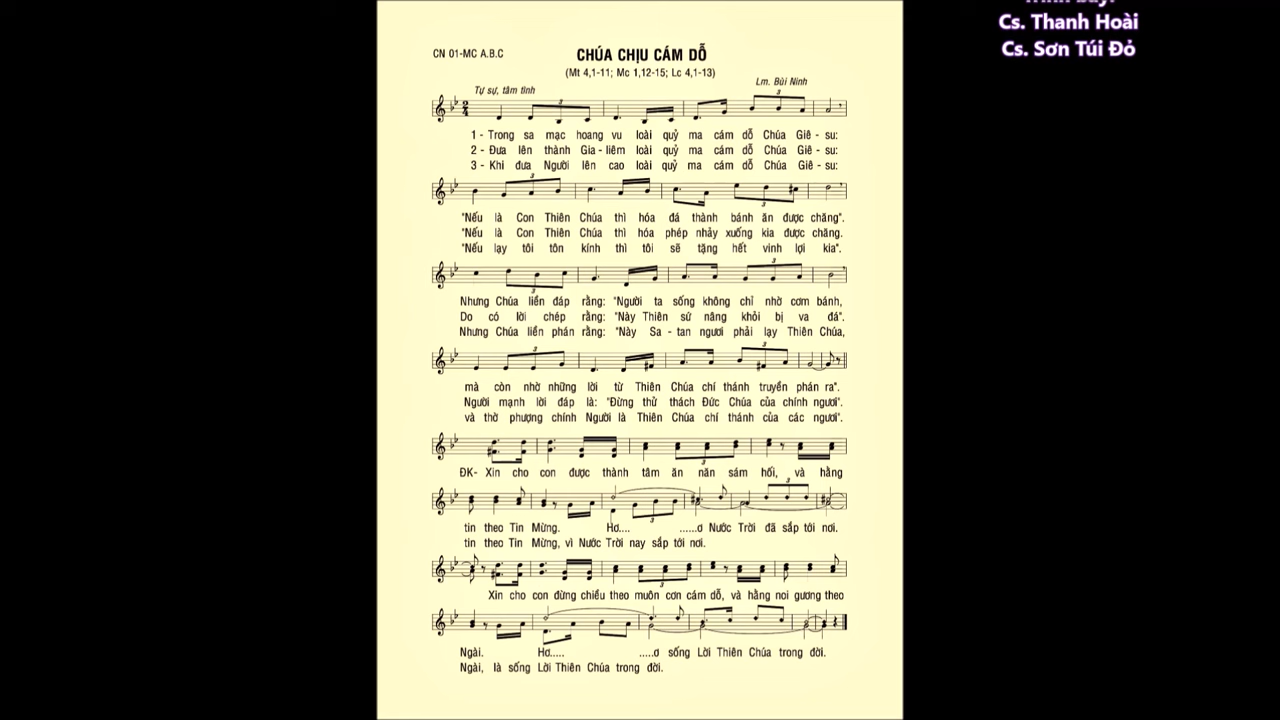 Cs. Thanh Hoài
Cs. Sơn Túi Đỏ
CN 01-MC A.B.C
CHÚA CHỊU CÁM DỖ
(Mt 4,1-11; Mc 1,12-15; Lc 4,1-13)
Tự sự, tâm tình
Lm. Bùi Ninh
1 - Trong sa mạc hoang vu loài quỷ ma cám dỗ Chúa Giê - su:
2 - Đưa lên thành Gia - liêm loài quỷ ma cám dỗ Chúa Giê - su:
3 - Khi đưa Người lên cao loài quỷ ma cám dỗ Chúa Giê - su:
"Nếu là Con Thiên Chúa thì hóa đá thành bánh ăn được chăng".
"Nếu là Con Thiên Chúa thì hóa phép nhảy xuống kia được chăng.
"Nếu lạy tôi tôn kính thì tôi sẽ tặng hết vinh lợi kia".
Nhưng Chúa liền đáp rằng: "Người ta sống không chỉ nhờ cơm bánh,
Do có lời chép rằng: "Này Thiên sứ nâng khỏi bị va đá".
Nhưng Chúa liền phán rằng: "Này Sa - tan ngươi phải lạy Thiên Chúa,
mà còn nhờ những lời từ Thiên Chúa chí thánh truyền phán ra".
Người mạnh lời đáp là: "Đừng thử thách Đức Chúa của chính ngươi".
và thờ phượng chính Người là Thiên Chúa chí thánh của các ngươi".
ĐK- Xin cho con được thành tâm ăn năn sám hối, và hằng
tin theo Tin Mừng. Hơ.... ......ơ Nước Trời đã sắp tới nơi.
tin theo Tin Mừng, vì Nước Trời nay sắp tới nơi.
Xin cho con đừng chiều theo muôn cơn cám dỗ, và hằng noi gương theo
Ngài. Hơ..... .....ơ sống Lời Thiên Chúa trong đời.
Ngài, là sống Lời Thiên Chúa trong đời.